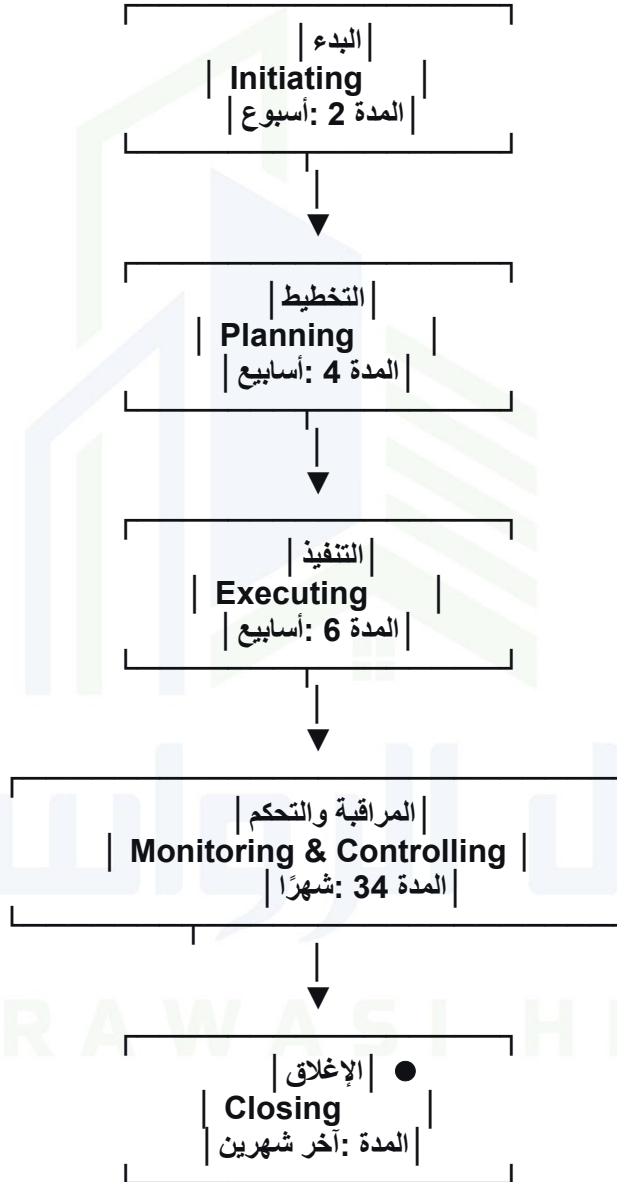 البدء
Initiating
المدة: 2 أسبوع
التخطيط
Planning
المدة: 4 أسابيع
التنفيذ
Executing
المدة: 6 أسابيع
المراقبة والتحكم
Monitoring & Controlling
المدة: 34 شهرًا
الإغلاق
Closing
المدة: آخر شهرين
RAWASI